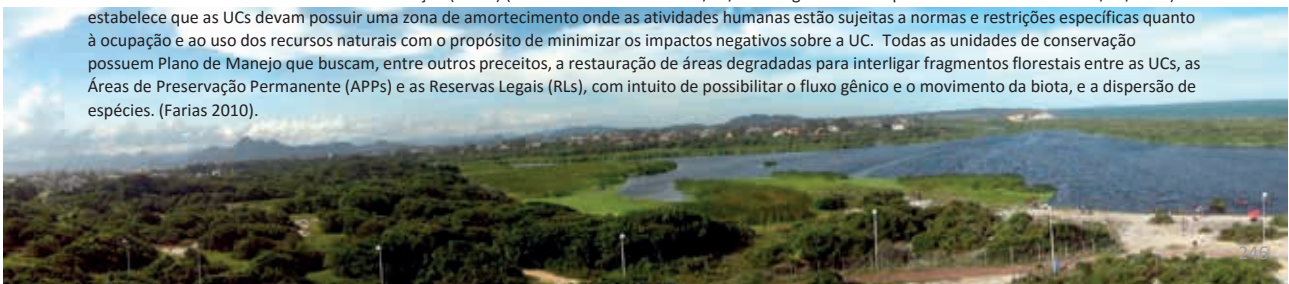 estabelece que as UCs devam possuir uma zona de amortecimento onde as atividades humanas estão sujeitas a normas e restrições específicas quanto
à ocupação e ao uso dos recursos naturais com o propósito de minimizar os impactos negativos sobre a UC. Todas as unidades de conservação
possuem Plano de Manejo que buscam, entre outros preceitos, a restauração de áreas degradadas para interligar fragmentos florestais entre as UCs, as
Áreas de Preservação Permanente (APPs) e as Reservas Legais (RLs), com intuito de possibilitar o fluxo gênico e o movimento da biota, e a dispersão de
espécies. (Farias 2010).